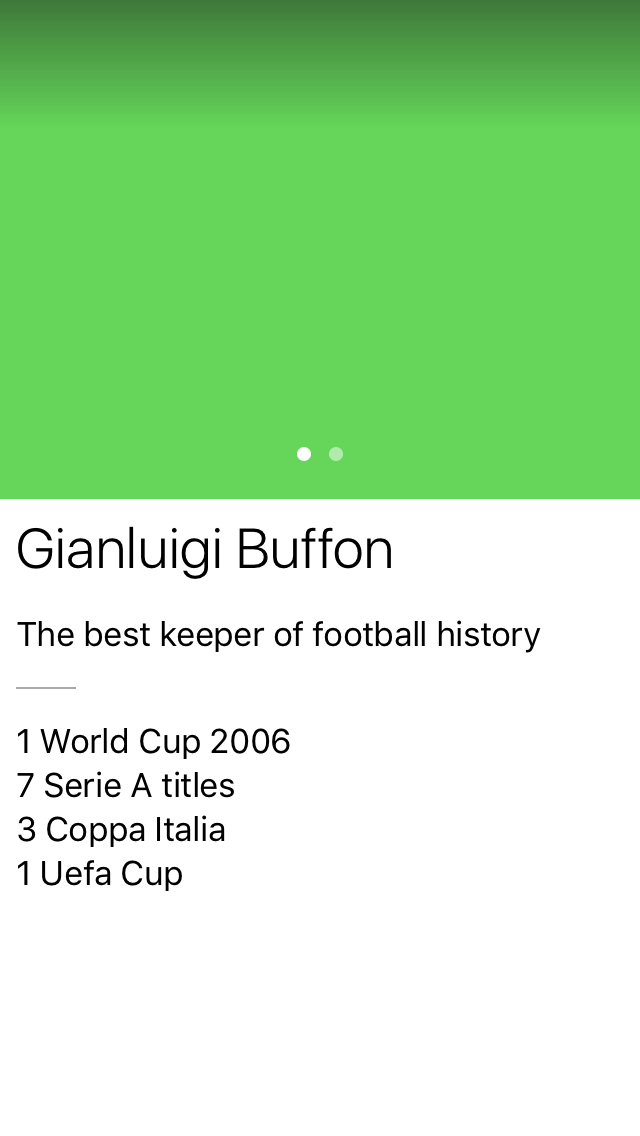 Gianluigi Buffon
The best keeper of football history
1 World Cup 2006
7 Serie A titles
3 Coppa Italia
1 Uefa Cup